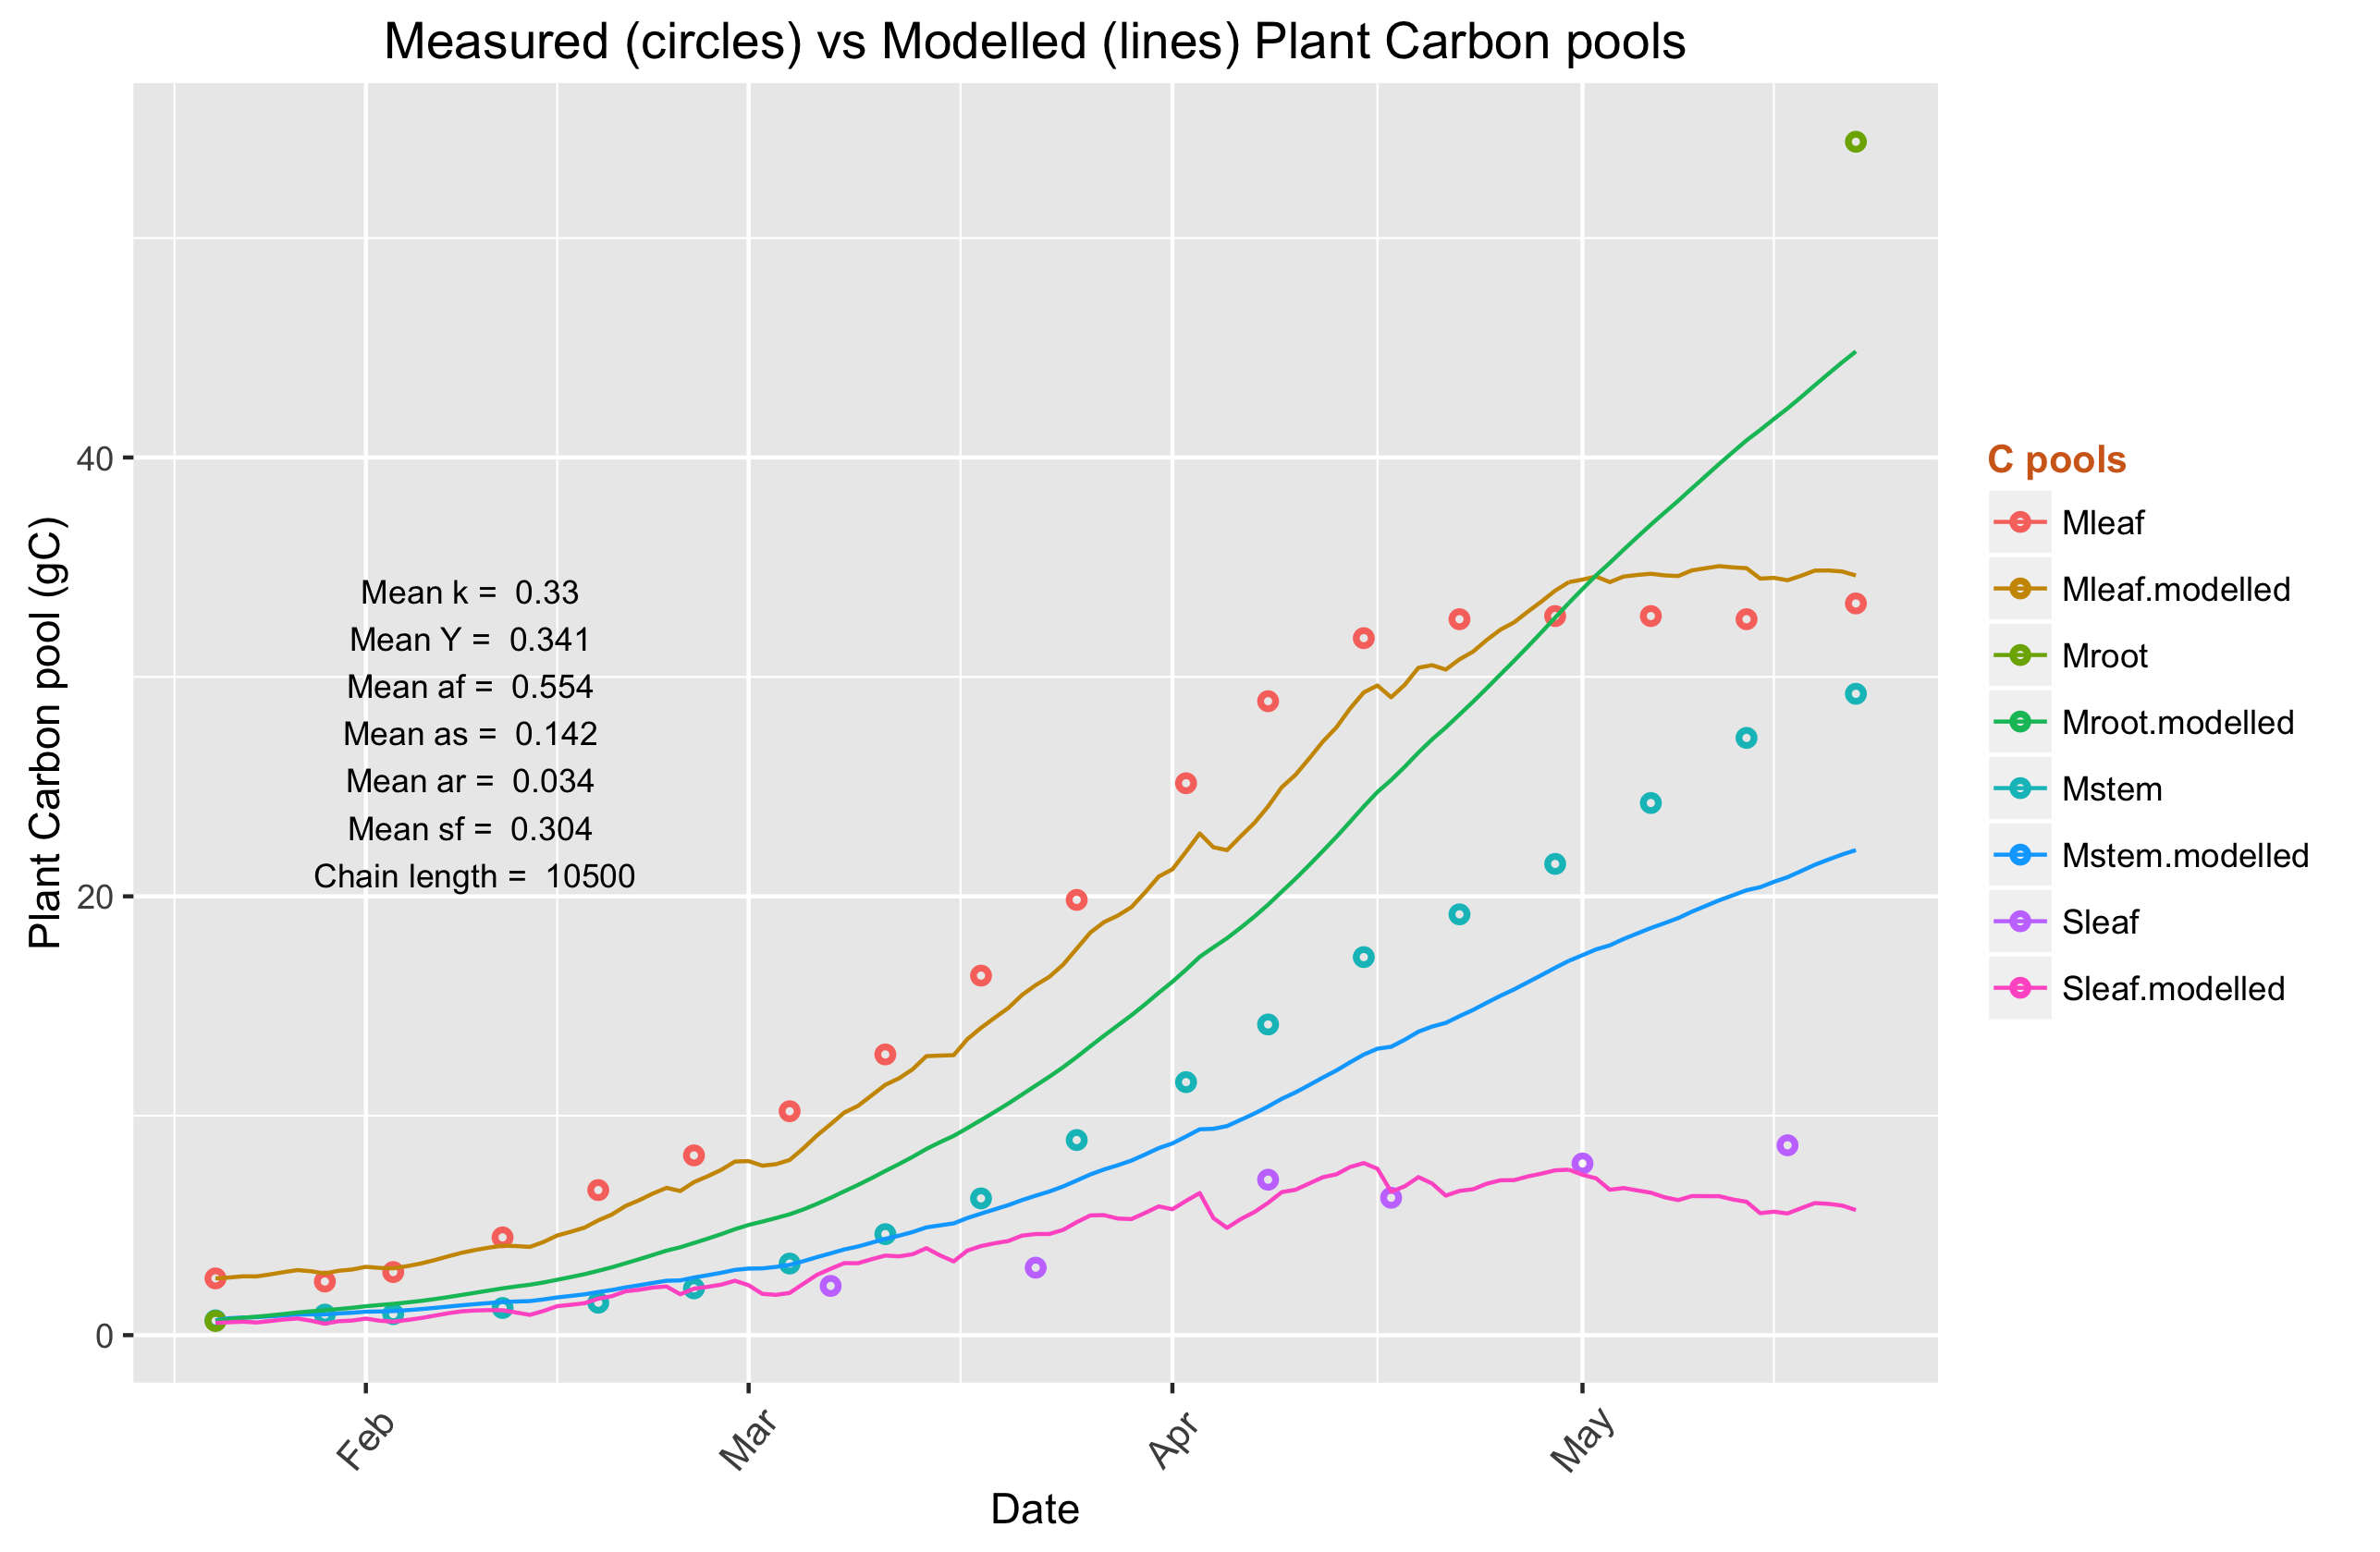 Measured (circles) vs Modelled (lines) Plant Carbon pools
Plant Carbon pool (gC)
40
20
0
Mean k = 0.33
Mean Y = 0.341
Mean af = 0.554
Mean as = 0.142
Mean ar = 0.034
Mean sf = 0.304
Chain length = 10500
Feb
Mar
Apr
May
Date
C pools
Mleaf
Mleaf.modelled
Mroot
Mroot.modelled
Mstem
Mstem.modelled
Sleaf
Sleaf.modelled